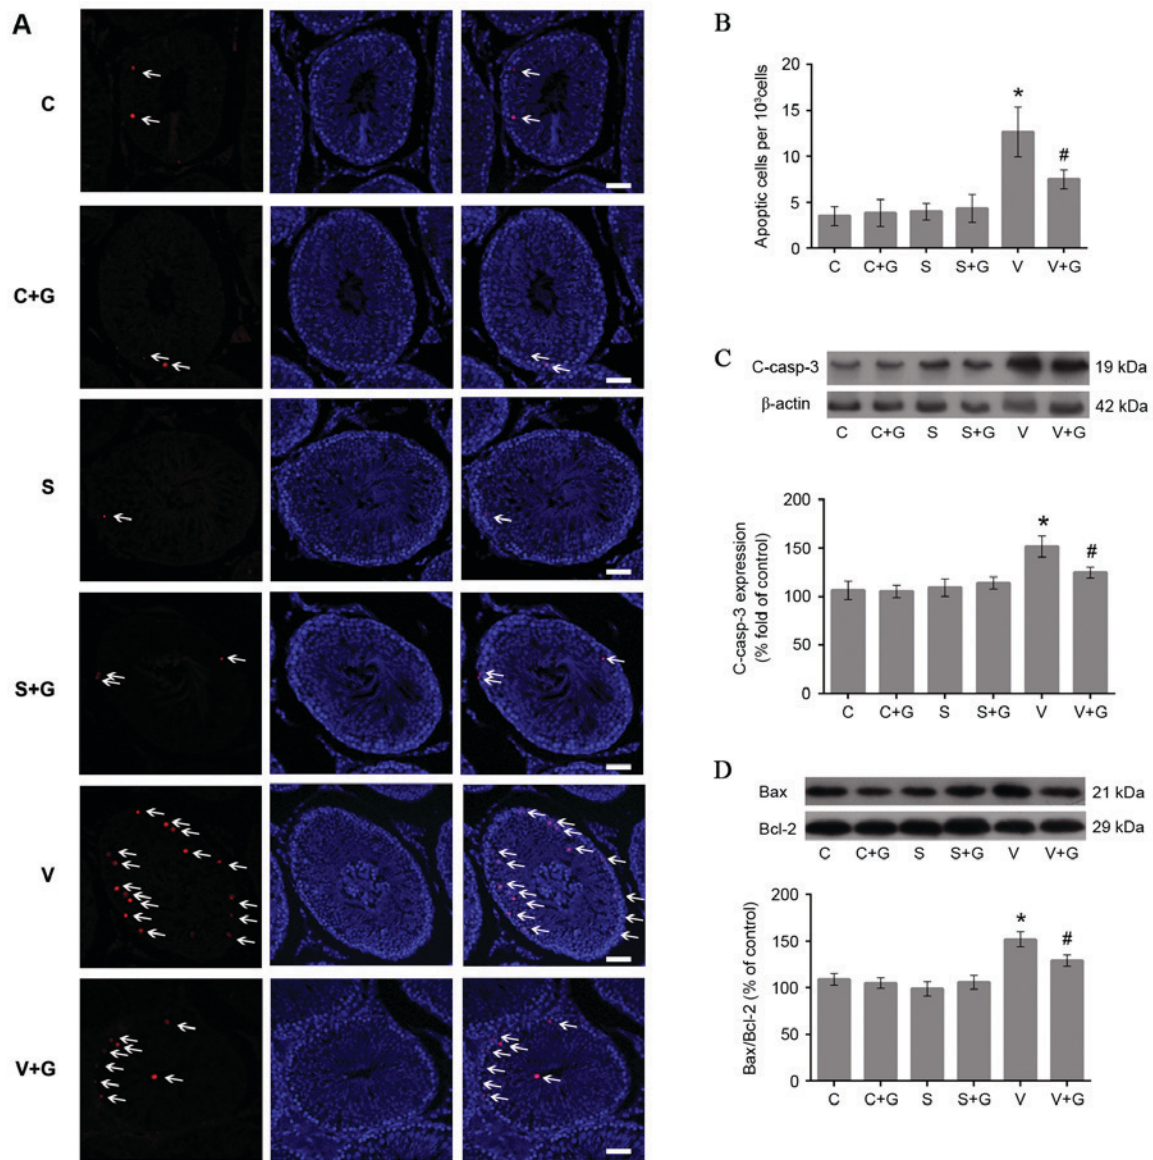 A
C
C+G
S
S+G
V
V+G
B
Apoptic cells per 10³cells
20
15
10
5
0
*
#
C C+G S S+G V V+G
C
C-casp-3 19 kDa
β-actin 42 kDa
C C+G S S+G V V+G
C-casp-3 expression
(% fold of control)
200
150
100
50
0
*
#
C C+G S S+G V V+G
D
Bax 21 kDa
Bcl-2 29 kDa
C C+G S S+G V V+G
Bax/Bcl-2 (% of control)
200
150
100
50
0
*
#
C C+G S S+G V V+G